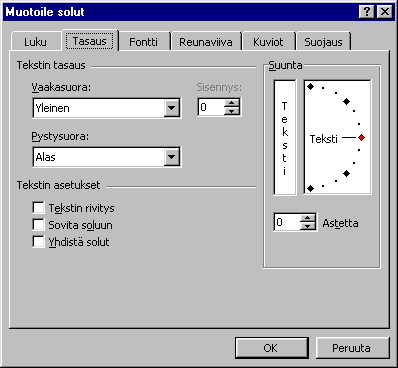 Muotoile solut
Luku
Tasaus
Fontti
Reunaviiva
Kuviot
Suojaus
Tekstin tasaus
Vaakasuora:
Sisennys:
Yleinen
0
Pystysuora:
Alas
Tekstin asetukset
Tekstin rivitys
Sovita soluun
Yhdistä solut
Suunta
T
e
k
s
t
i
Teksti
0
Astetta
OK
Peruuta